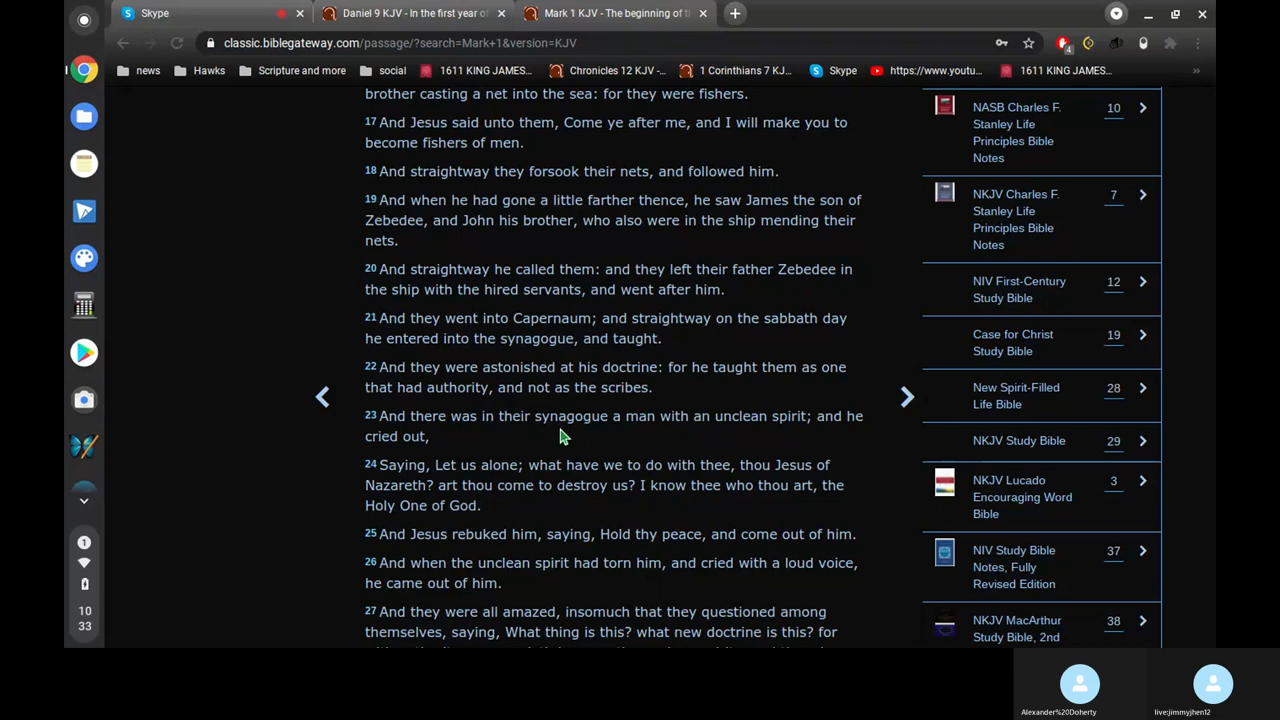 Skype
Daniel 9 KJV - In the first year of
Mark 1 KJV - The beginning of t
classic.biblegateway.com/passage/?search=Mark+1&version=KJV
4
news
Hawks
Scripture and more
social
1611 KING JAMES...
Chronicles 12 KJV -...
1 Corinthians 7 KJ...
Skype
https://www.youtu...
1611 KING JAMES...
»
brother casting a net into the sea: for they were fishers.
17 And Jesus said unto them, Come ye after me, and I will make you to
become fishers of men.
18 And straightway they forsook their nets, and followed him.
19 And when he had gone a little farther thence, he saw James the son of
Zebedee, and John his brother, who also were in the ship mending their
nets.
20 And straightway he called them: and they left their father Zebedee in
the ship with the hired servants, and went after him.
21 And they went into Capernaum; and straightway on the sabbath day
he entered into the synagogue, and taught.
22 And they were astonished at his doctrine: for he taught them as one
that had authority, and not as the scribes.
23 And there was in their synagogue a man with an unclean spirit; and he
cried out,
24 Saying, Let us alone; what have we to do with thee, thou Jesus of
Nazareth? art thou come to destroy us? I know thee who thou art, the
Holy One of God.
25 And Jesus rebuked him, saying, Hold thy peace, and come out of him.
26 And when the unclean spirit had torn him, and cried with a loud voice,
he came out of him.
27 And they were all amazed, insomuch that they questioned among
themselves, saying, What thing is this? what new doctrine is this? for
NASB Charles F.
Stanley Life
Principles Bible
Notes
10
NKJV Charles F.
Stanley Life
Principles Bible
Notes
7
NIV First-Century
Study Bible
12
Case for Christ
Study Bible
19
New Spirit-Filled
Life Bible
28
NKJV Study Bible
29
NKJV Lucado
Encouraging Word
Bible
3
NIV Study Bible
Notes, Fully
Revised Edition
37
NKJV MacArthur
Study Bible, 2nd
38
1
10
33
Alexander%20Doherty
live:jimmyjhen12